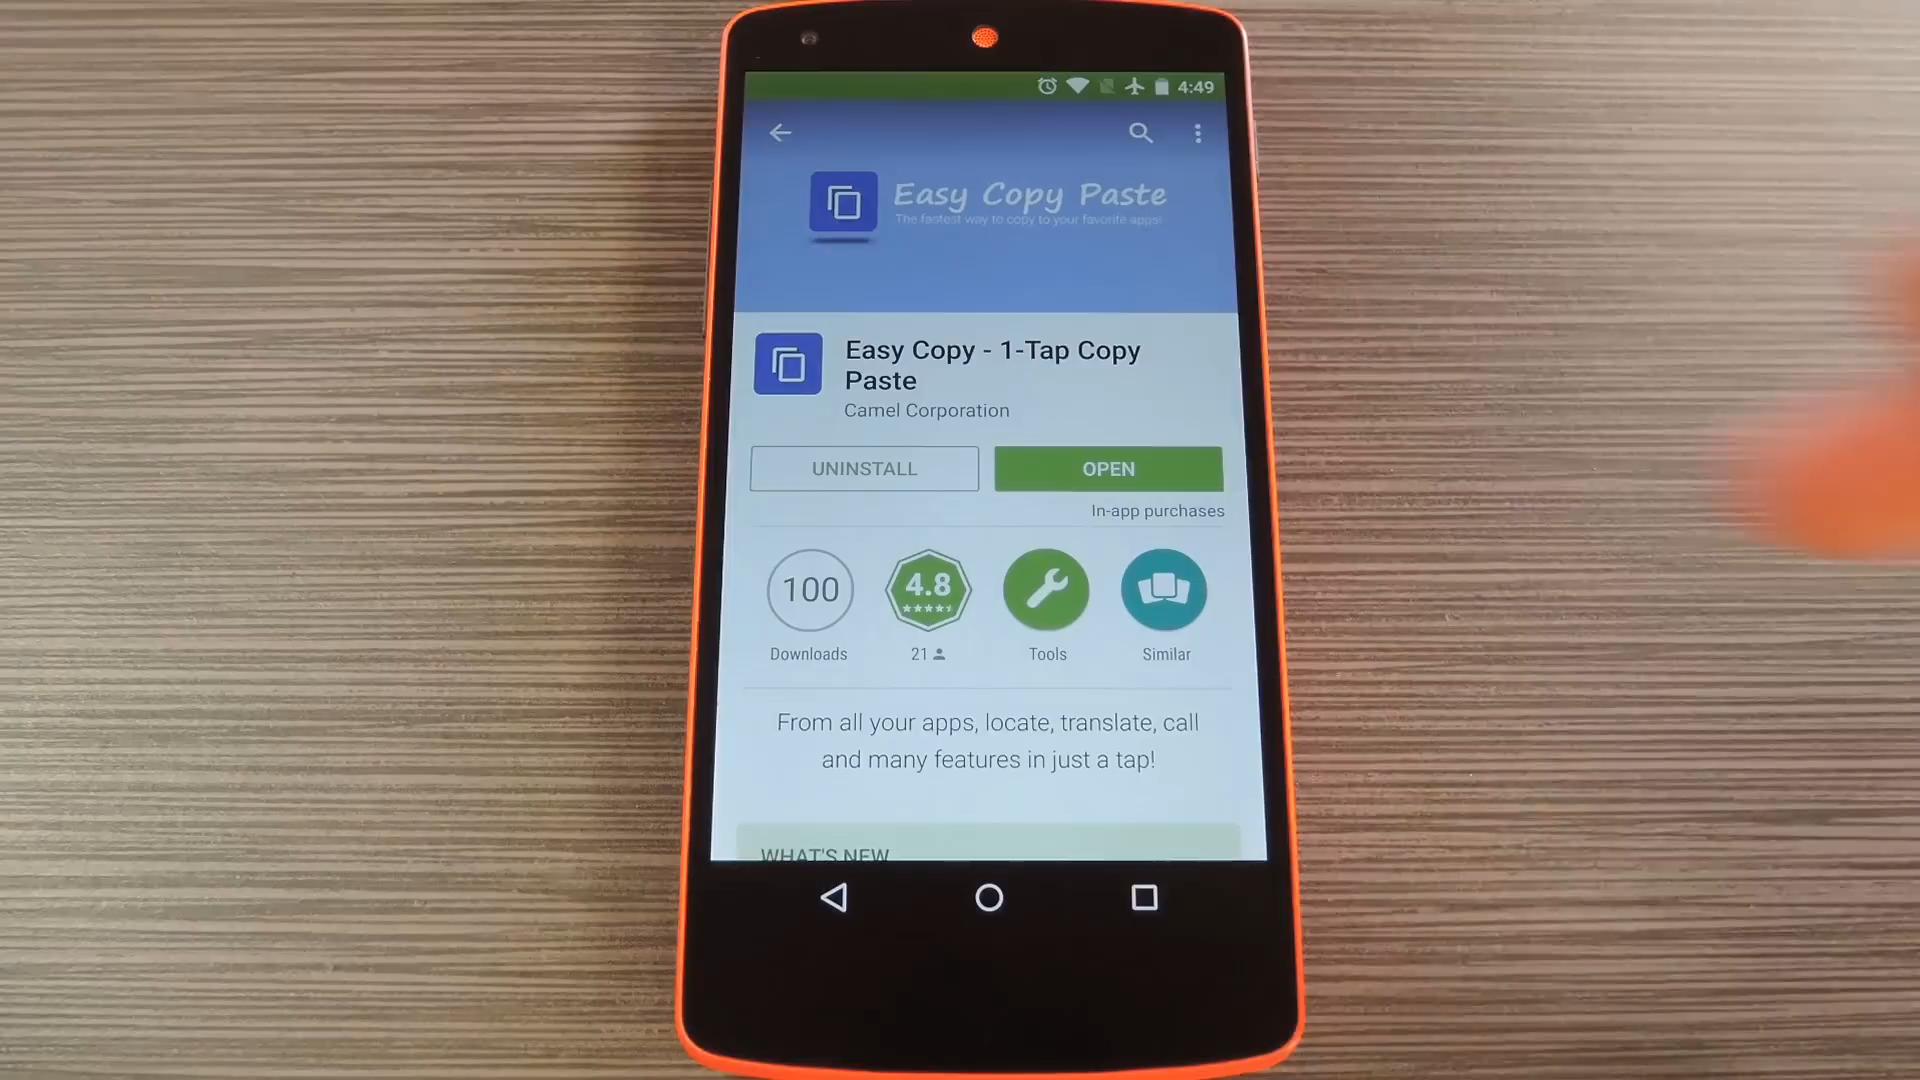 4:49
Easy Copy Paste
The fastest way to copy to your favorite apps!
Easy Copy - 1-Tap Copy
Paste
Camel Corporation
UNINSTALL
OPEN
In-app purchases
100
4.8
Downloads
21
Tools
Similar
From all your apps, locate, translate, call
and many features in just a tap!
WHAT'S NEW